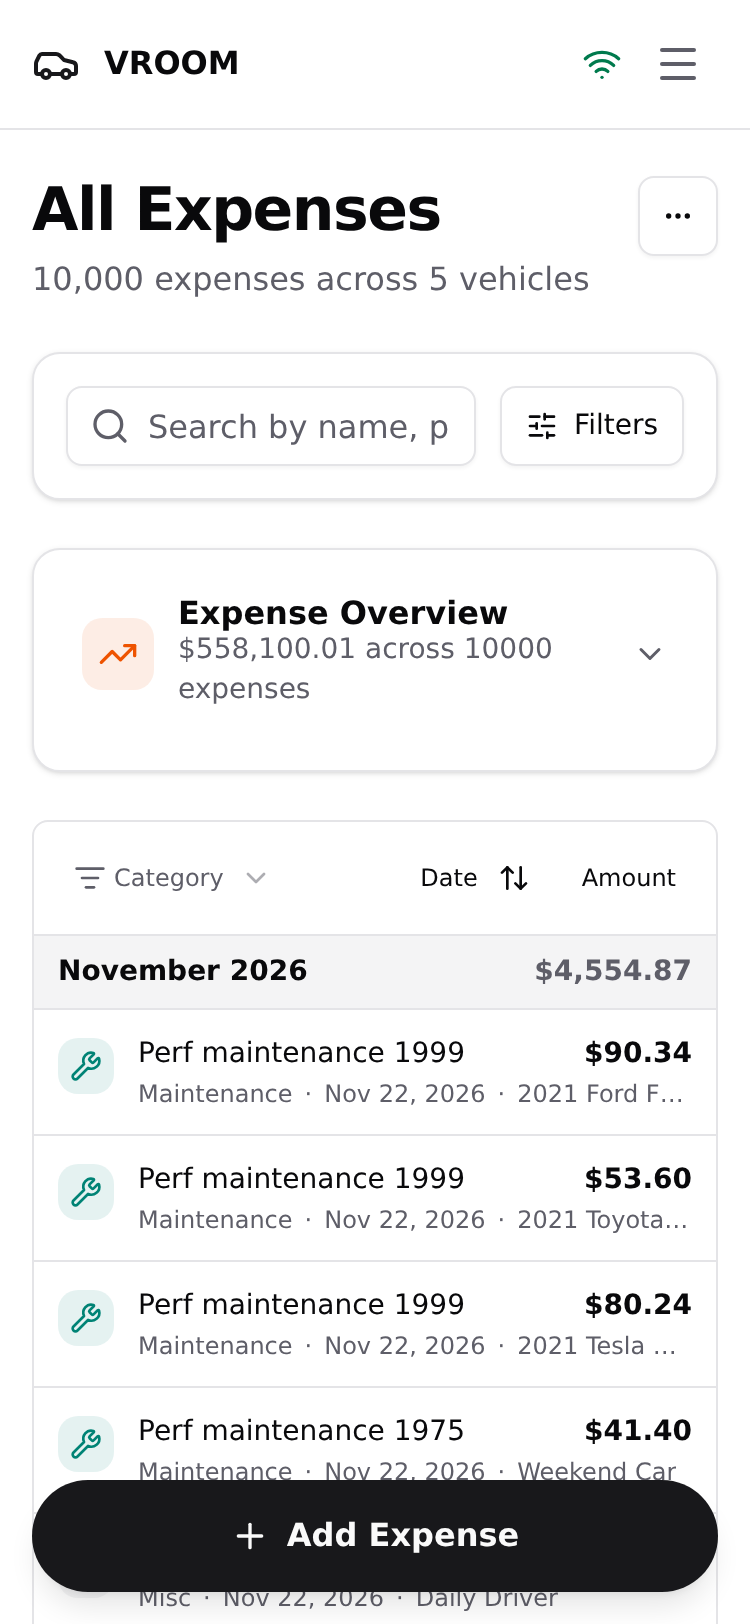 VROOM
All Expenses
10,000 expenses across 5 vehicles
Search by name, p
Filters
Expense Overview
$558,100.01 across 10000
expenses
Category
Date
Amount
November 2026 $4,554.87
Perf maintenance 1999 $90.34
Maintenance · Nov 22, 2026 · 2021 Ford F...
Perf maintenance 1999 $53.60
Maintenance · Nov 22, 2026 · 2021 Toyota...
Perf maintenance 1999 $80.24
Maintenance · Nov 22, 2026 · 2021 Tesla ...
Perf maintenance 1975 $41.40
Maintenance · Nov 22, 2026 · Weekend Car
Add Expense
Misc · Nov 22, 2026 · Daily Driver